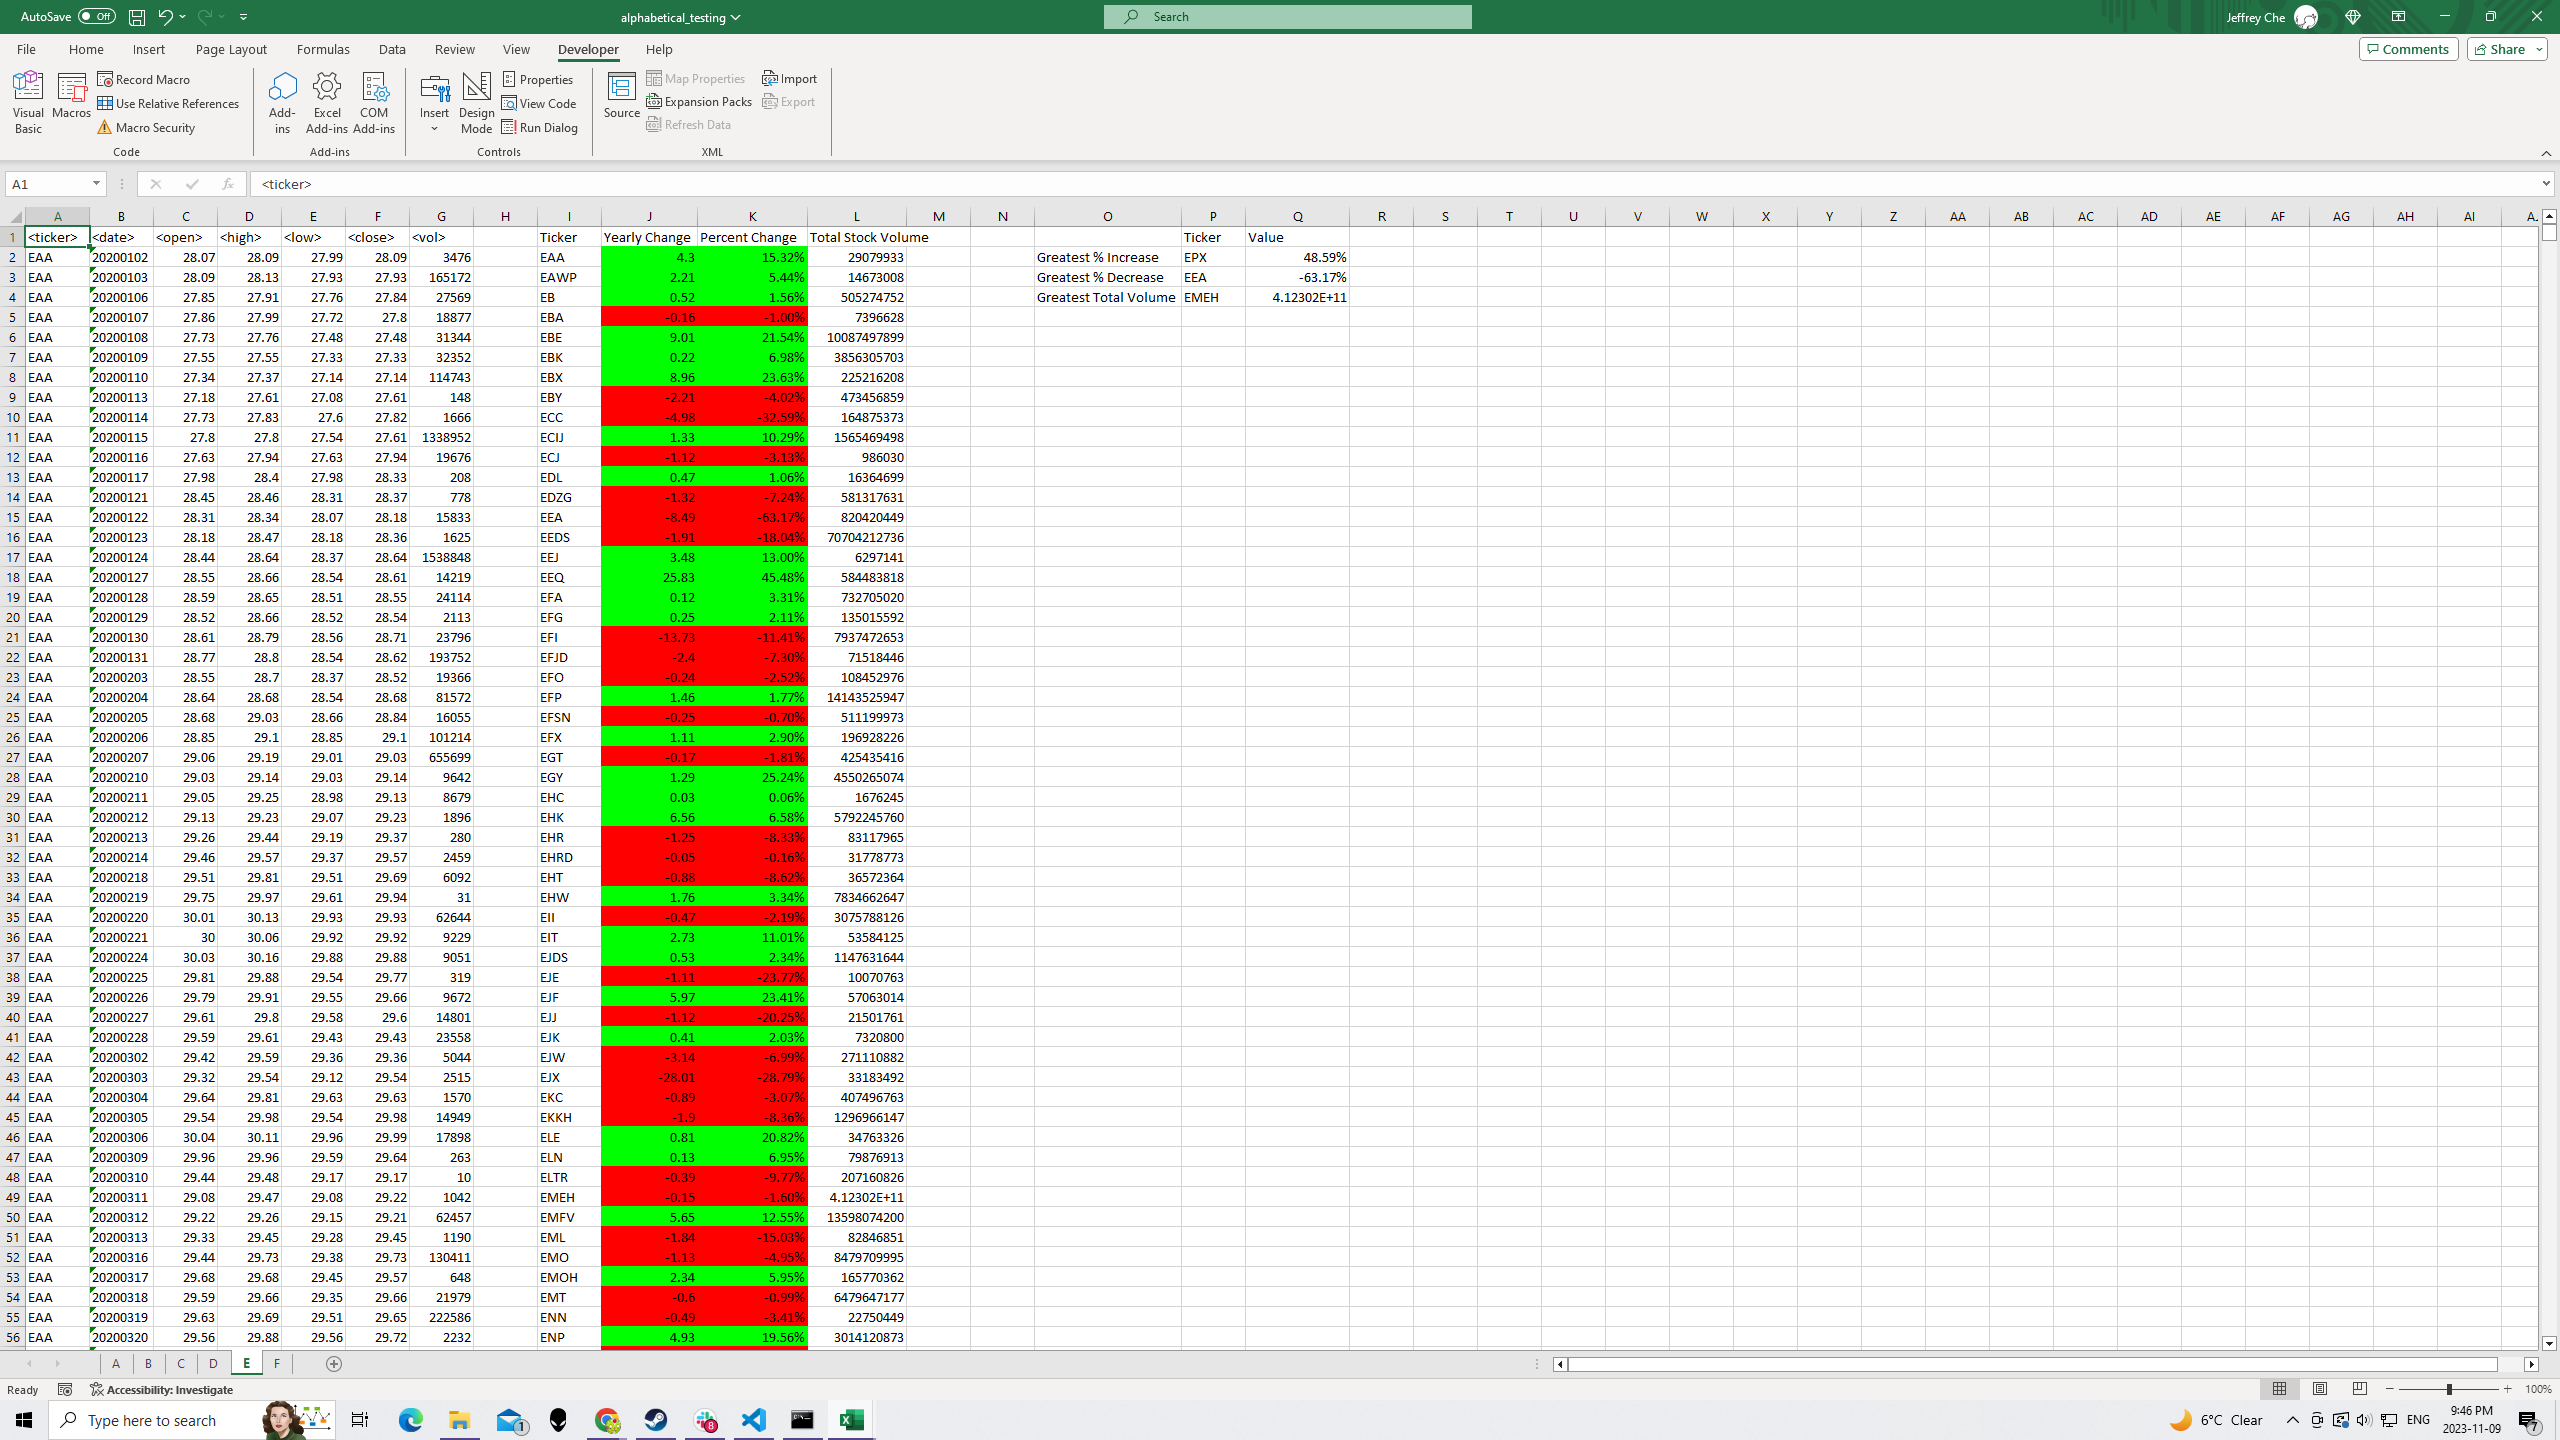 AutoSave Off alphabetical_testing Search Jeffrey Che
File Home Insert Page Layout Formulas Data Review View Developer Help Comments Share
Visual Basic Macros Record Macro Use Relative References Macro Security
Add-ins Excel Add-ins COM Add-ins
Insert Design Mode Properties View Code Run Dialog
Source Map Properties Expansion Packs Refresh Data Import Export
Code Add-ins Controls XML
A1 fx <ticker>
A B C D E F G H I J K L M N O P Q R S T U V W X Y Z AA AB AC AD AE AF AG AH AI
1 <ticker> <date> <open> <high> <low> <close> <vol> Ticker Yearly Change Percent Change Total Stock Volume Ticker Value
2 EAA 20200102 28.07 28.09 27.99 28.09 3476 EAA 4.3 15.32% 29079933 Greatest % Increase EPX 48.59%
3 EAA 20200103 28.09 28.13 27.93 27.93 165172 EAWP 2.21 5.44% 14673008 Greatest % Decrease EEA -63.17%
4 EAA 20200106 27.85 27.91 27.76 27.84 27569 EB 0.52 1.56% 505274752 Greatest Total Volume EMEH 4.12302E+11
5 EAA 20200107 27.86 27.99 27.72 27.8 18877 EBA -0.16 -1.00% 7396628
6 EAA 20200108 27.73 27.76 27.48 27.48 31344 EBE 9.01 21.54% 10087497899
7 EAA 20200109 27.55 27.55 27.33 27.33 32352 EBK 0.22 6.98% 3856305703
8 EAA 20200110 27.34 27.37 27.14 27.14 114743 EBX 8.96 23.63% 225216208
9 EAA 20200113 27.18 27.61 27.08 27.61 148 EBY -2.21 -4.02% 473456859
10 EAA 20200114 27.73 27.83 27.6 27.82 1666 ECC -4.98 -32.59% 164875373
11 EAA 20200115 27.8 27.8 27.54 27.61 1338952 ECIJ 1.33 10.29% 1565469498
12 EAA 20200116 27.63 27.94 27.63 27.94 19676 ECJ -1.12 -3.13% 986030
13 EAA 20200117 27.98 28.4 27.98 28.33 208 EDL 0.47 1.06% 16364699
14 EAA 20200121 28.45 28.46 28.31 28.37 778 EDZG -1.32 -7.24% 581317631
15 EAA 20200122 28.31 28.34 28.07 28.18 15833 EEA -8.49 -63.17% 820420449
16 EAA 20200123 28.18 28.47 28.18 28.36 1625 EEDS -1.91 -18.04% 70704212736
17 EAA 20200124 28.44 28.64 28.37 28.64 1538848 EEJ 3.48 13.00% 6297141
18 EAA 20200127 28.55 28.66 28.54 28.61 14219 EEQ 25.83 45.48% 584483818
19 EAA 20200128 28.59 28.65 28.51 28.55 24114 EFA 0.12 3.31% 732705020
20 EAA 20200129 28.52 28.66 28.52 28.54 2113 EFG 0.25 2.11% 135015592
21 EAA 20200130 28.61 28.79 28.56 28.71 23796 EFI -13.73 -11.41% 7937472653
22 EAA 20200131 28.77 28.8 28.54 28.62 193752 EFJD -2.4 -7.30% 71518446
23 EAA 20200203 28.55 28.7 28.37 28.52 19366 EFO -0.24 -2.52% 108452976
24 EAA 20200204 28.64 28.68 28.54 28.68 81572 EFP 1.46 1.77% 14143525947
25 EAA 20200205 28.68 29.03 28.66 28.84 16055 EFSN -0.25 -0.70% 511199973
26 EAA 20200206 28.85 29.1 28.85 29.1 101214 EFX 1.11 2.90% 196928226
27 EAA 20200207 29.06 29.19 29.01 29.03 655699 EGT -0.17 -1.81% 425435416
28 EAA 20200210 29.03 29.14 29.03 29.14 9642 EGY 1.29 25.24% 4550265074
29 EAA 20200211 29.05 29.25 28.98 29.13 8679 EHC 0.03 0.06% 1676245
30 EAA 20200212 29.13 29.23 29.07 29.23 1896 EHK 6.56 6.58% 5792245760
31 EAA 20200213 29.26 29.44 29.19 29.37 280 EHR -1.25 -8.33% 83117965
32 EAA 20200214 29.46 29.57 29.37 29.57 2459 EHRD -0.05 -0.16% 31778773
33 EAA 20200218 29.51 29.81 29.51 29.69 6092 EHT -0.88 -8.62% 36572364
34 EAA 20200219 29.75 29.97 29.61 29.94 31 EHW 1.76 3.34% 7834662647
35 EAA 20200220 30.01 30.13 29.93 29.93 62644 EII -0.47 -2.19% 3075788126
36 EAA 20200221 30 30.06 29.92 29.92 9229 EIT 2.73 11.01% 53584125
37 EAA 20200224 30.03 30.16 29.88 29.88 9051 EJDS 0.53 2.34% 1147631644
38 EAA 20200225 29.81 29.88 29.54 29.77 319 EJE -1.11 -23.77% 10070763
39 EAA 20200226 29.79 29.91 29.55 29.66 9672 EJF 5.97 23.41% 57063014
40 EAA 20200227 29.61 29.8 29.58 29.6 14801 EJJ -1.12 -20.25% 21501761
41 EAA 20200228 29.59 29.61 29.43 29.43 23558 EJK 0.41 2.03% 7320800
42 EAA 20200302 29.42 29.59 29.36 29.36 5044 EJW -3.14 -6.99% 271110882
43 EAA 20200303 29.32 29.54 29.12 29.54 2515 EJX -28.01 -28.79% 33183492
44 EAA 20200304 29.64 29.81 29.63 29.63 1570 EKC -0.89 -3.07% 407496763
45 EAA 20200305 29.54 29.98 29.54 29.98 14949 EKKH -1.9 -8.36% 1296966147
46 EAA 20200306 30.04 30.11 29.96 29.99 17898 ELE 0.81 20.82% 34763326
47 EAA 20200309 29.96 29.96 29.59 29.64 263 ELN 0.13 6.95% 79876913
48 EAA 20200310 29.44 29.48 29.17 29.17 10 ELTR -0.39 -9.77% 207160826
49 EAA 20200311 29.08 29.47 29.08 29.22 1042 EMEH -0.15 -1.60% 4.12302E+11
50 EAA 20200312 29.22 29.26 29.15 29.21 62457 EMFV 5.65 12.55% 13598074200
51 EAA 20200313 29.33 29.45 29.28 29.45 1190 EML -1.84 -15.03% 82846851
52 EAA 20200316 29.44 29.73 29.38 29.73 130411 EMO -1.13 -4.95% 8479709995
53 EAA 20200317 29.68 29.68 29.45 29.57 648 EMOH 2.34 5.95% 165770362
54 EAA 20200318 29.59 29.66 29.35 29.66 21979 EMT -0.6 -0.99% 6479647177
55 EAA 20200319 29.63 29.69 29.51 29.65 222586 ENN -0.49 -3.41% 22750449
56 EAA 20200320 29.56 29.88 29.56 29.72 2232 ENP 4.93 19.56% 3014120873
A B C D E F
Ready Accessibility: Investigate 100%
Type here to search 1 8 6°C Clear ENG 9:46 PM
2023-11-09 7